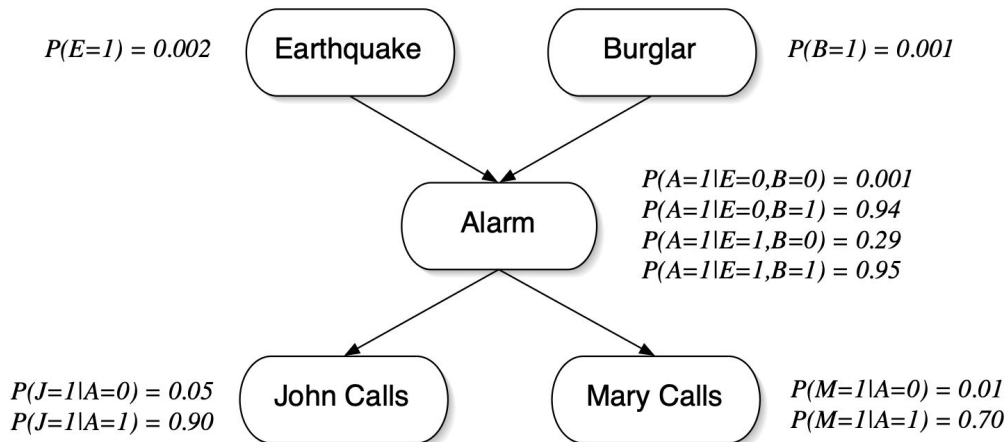 P(E=1) = 0.002
Earthquake
Burglar
P(B=1) = 0.001
Alarm
P(A=1|E=0,B=0) = 0.001
P(A=1|E=0,B=1) = 0.94
P(A=1|E=1,B=0) = 0.29
P(A=1|E=1,B=1) = 0.95
P(J=1|A=0) = 0.05
P(J=1|A=1) = 0.90
John Calls
Mary Calls
P(M=1|A=0) = 0.01
P(M=1|A=1) = 0.70